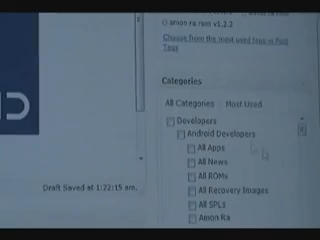 amon ra rom v1.2.2
Choose from the most used tags in Post
Tags
Categories
All Categories Most Used
Developers
Android Developers
All Apps
All News
All ROMs
All Recovery Images
All SPLs
Amon Ra
Draft Saved at 1:22:15 am.